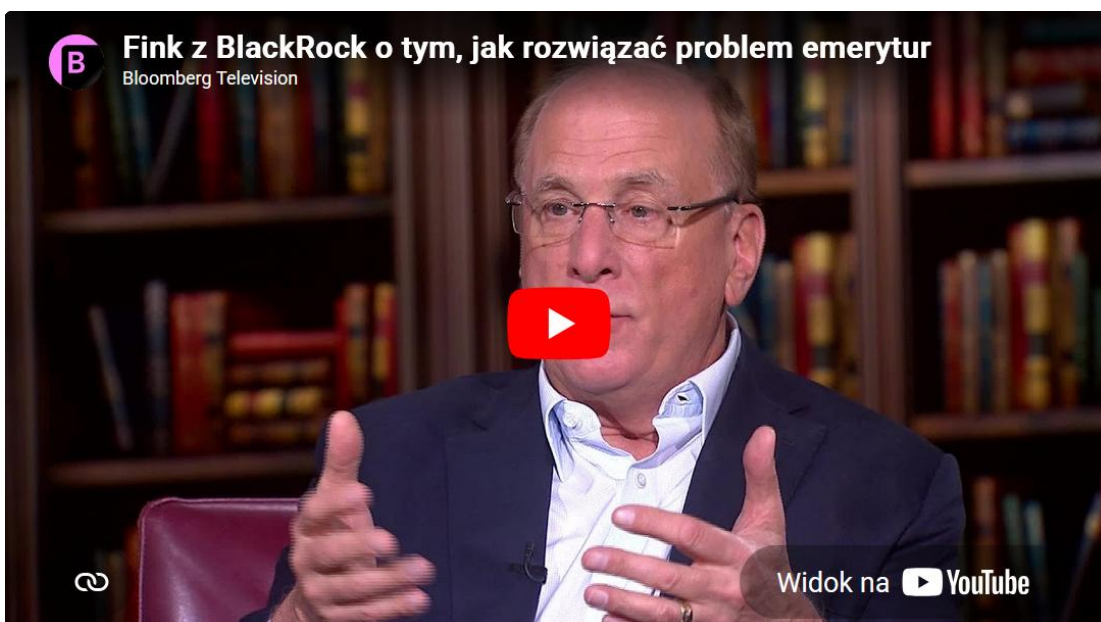 B
Fink z BlackRock o tym, jak rozwiązać problem emerytur
Bloomberg Television
Widok na YouTube